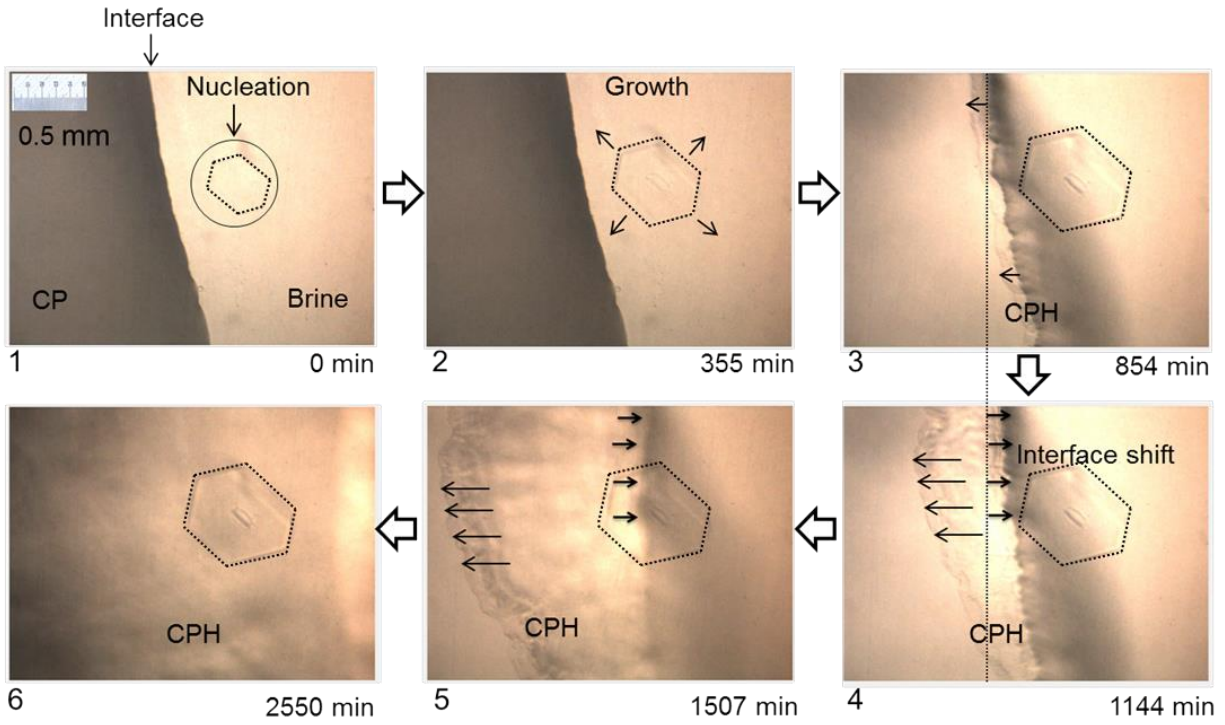 Interface
Nucleation
0.5 mm
CP
Brine
1
0 min
Growth
2
355 min
CPH
3
854 min
Interface shift
CPH
4
1144 min
CPH
5
1507 min
CPH
6
2550 min